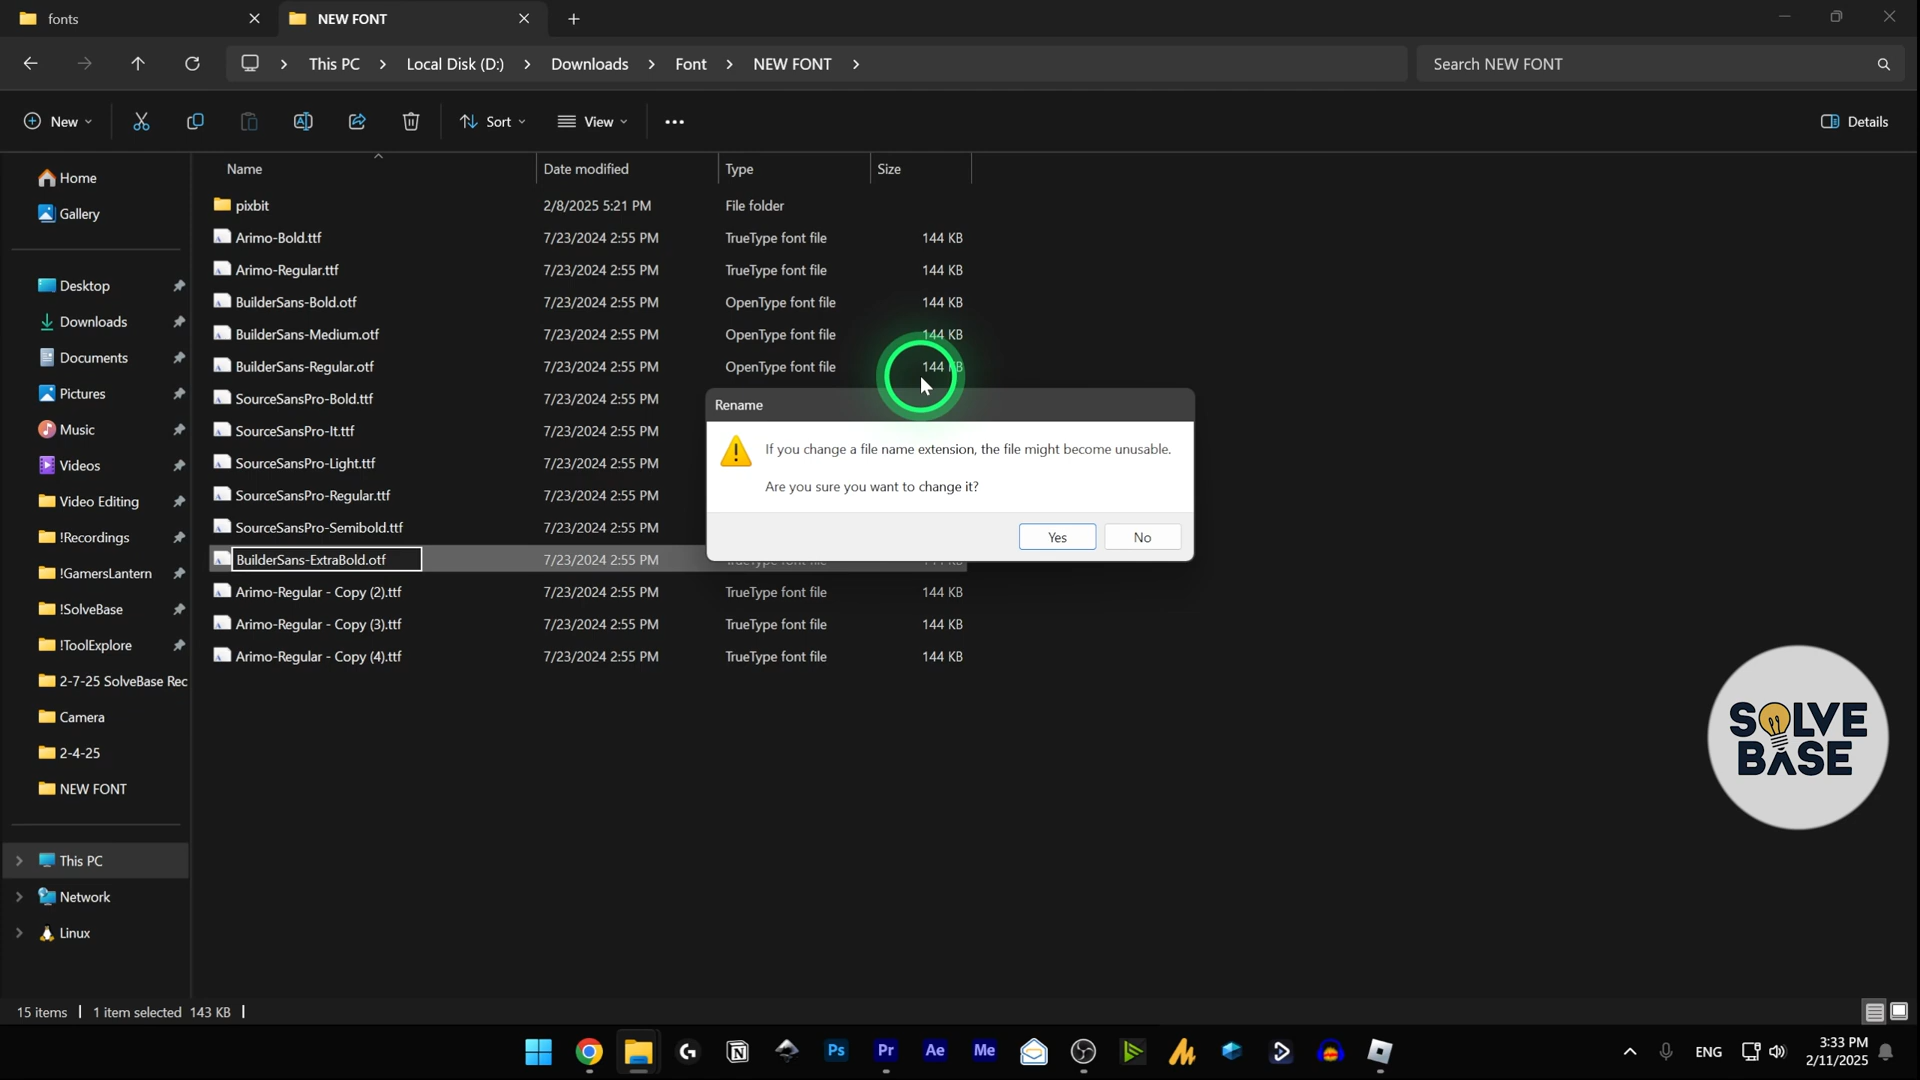 fonts
NEW FONT
This PC
Local Disk (D:)
Downloads
Font
NEW FONT
Search NEW FONT
New
Sort
View
Details
Name
Date modified
Type
Size
Home
Gallery
Desktop
Downloads
Documents
Pictures
Music
Videos
Video Editing
!Recordings
!GamersLantern
!SolveBase
!ToolExplore
2-7-25 SolveBase Rec
Camera
2-4-25
NEW FONT
This PC
Network
Linux
pixbit 2/8/2025 5:21 PM File folder
Arimo-Bold.ttf 7/23/2024 2:55 PM TrueType font file 144 KB
Arimo-Regular.ttf 7/23/2024 2:55 PM TrueType font file 144 KB
BuilderSans-Bold.otf 7/23/2024 2:55 PM OpenType font file 144 KB
BuilderSans-Medium.otf 7/23/2024 2:55 PM OpenType font file 144 KB
BuilderSans-Regular.otf 7/23/2024 2:55 PM OpenType font file 144 KB
SourceSansPro-Bold.ttf 7/23/2024 2:55 PM
SourceSansPro-It.ttf 7/23/2024 2:55 PM
SourceSansPro-Light.ttf 7/23/2024 2:55 PM
SourceSansPro-Regular.ttf 7/23/2024 2:55 PM
SourceSansPro-Semibold.ttf 7/23/2024 2:55 PM
BuilderSans-ExtraBold.otf 7/23/2024 2:55 PM
Arimo-Regular - Copy (2).ttf 7/23/2024 2:55 PM TrueType font file 144 KB
Arimo-Regular - Copy (3).ttf 7/23/2024 2:55 PM TrueType font file 144 KB
Arimo-Regular - Copy (4).ttf 7/23/2024 2:55 PM TrueType font file 144 KB
Rename
If you change a file name extension, the file might become unusable.
Are you sure you want to change it?
Yes
No
SOLVE
BASE
15 items
1 item selected 143 KB
Ps
Pr
Ae
Me
ENG
3:33 PM
2/11/2025